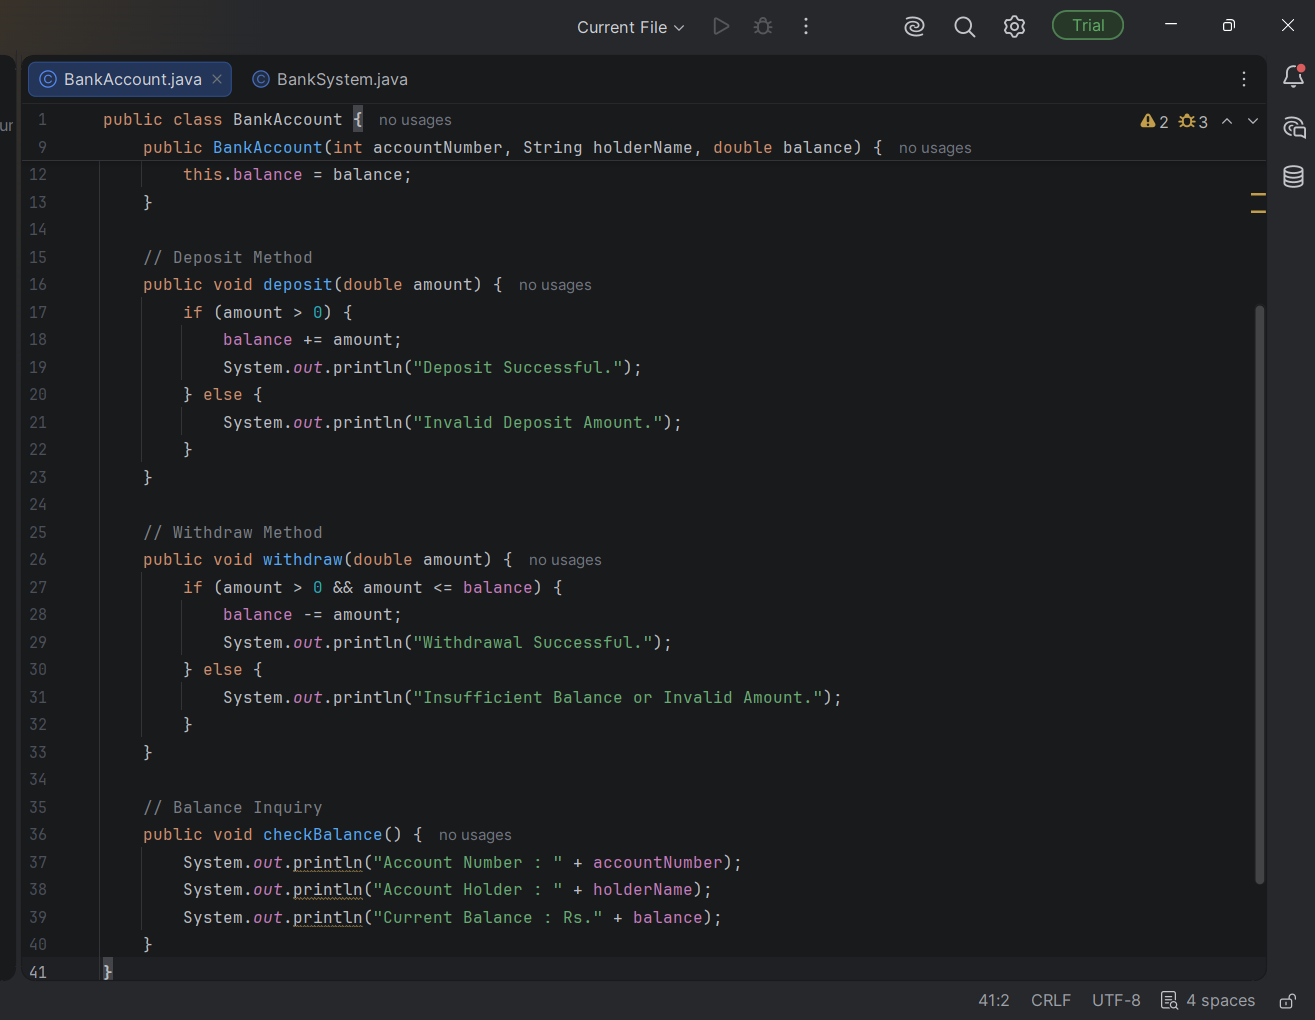 Current File
Trial
BankAccount.java
BankSystem.java
ur
1 public class BankAccount { no usages
2 3
9 public BankAccount(int accountNumber, String holderName, double balance) { no usages
12 this.balance = balance;
13 }
14
15 // Deposit Method
16 public void deposit(double amount) { no usages
17 if (amount > 0) {
18 balance += amount;
19 System.out.println("Deposit Successful.");
20 } else {
21 System.out.println("Invalid Deposit Amount.");
22 }
23 }
24
25 // Withdraw Method
26 public void withdraw(double amount) { no usages
27 if (amount > 0 && amount <= balance) {
28 balance -= amount;
29 System.out.println("Withdrawal Successful.");
30 } else {
31 System.out.println("Insufficient Balance or Invalid Amount.");
32 }
33 }
34
35 // Balance Inquiry
36 public void checkBalance() { no usages
37 System.out.println("Account Number : " + accountNumber);
38 System.out.println("Account Holder : " + holderName);
39 System.out.println("Current Balance : Rs." + balance);
40 }
41 }
41:2 CRLF UTF-8 4 spaces